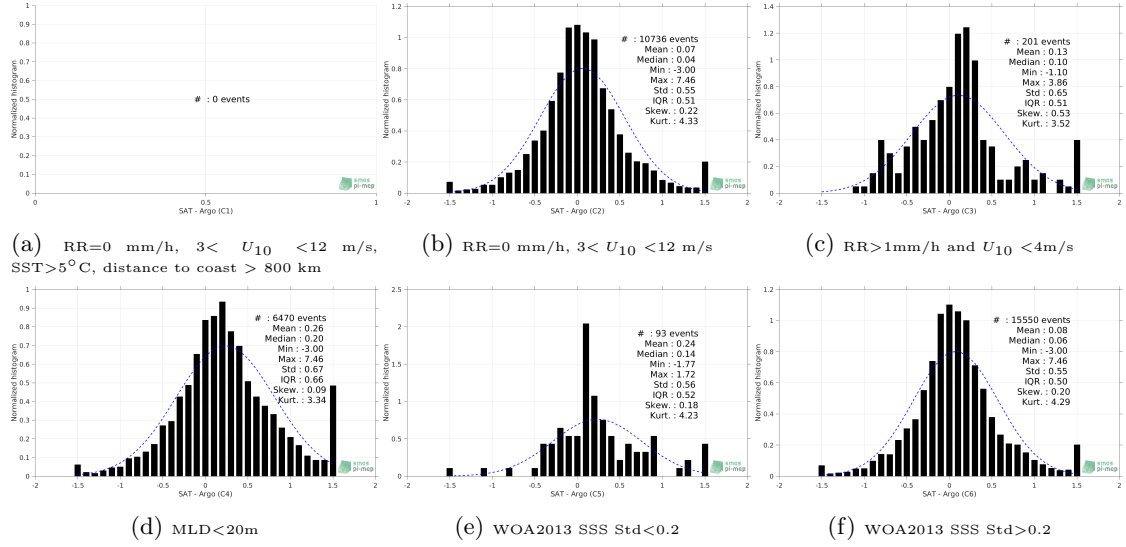 1
0.9
0.8
0.7
0.6
0.5
0.4
0.3
0.2
0.1
0
Normalized histogram
# : 0 events
smos
pi-mep
0 0.5 1
SAT - Argo (C1)
(a) RR=0 mm/h, 3< U10 <12 m/s,
SST>5°C, distance to coast > 800 km
1.2
1
0.8
0.6
0.4
0.2
0
Normalized histogram
# : 10736 events
Mean : 0.07
Median : 0.04
Min : -3.00
Max : 7.46
Std : 0.55
IQR : 0.51
Skew. : 0.22
Kurt. : 4.33
smos
pi-mep
-2 -1.5 -1 -0.5 0 0.5 1 1.5 2
SAT - Argo (C2)
(b) RR=0 mm/h, 3< U10 <12 m/s
1.4
1.2
1
0.8
0.6
0.4
0.2
0
Normalized histogram
# : 201 events
Mean : 0.13
Median : 0.10
Min : -1.10
Max : 3.86
Std : 0.65
IQR : 0.51
Skew. : 0.53
Kurt. : 3.52
smos
pi-mep
-2 -1.5 -1 -0.5 0 0.5 1 1.5 2
SAT - Argo (C3)
(c) RR>1mm/h and U10 <4m/s
1
0.9
0.8
0.7
0.6
0.5
0.4
0.3
0.2
0.1
0
Normalized histogram
# : 6470 events
Mean : 0.26
Median : 0.20
Min : -3.00
Max : 7.46
Std : 0.67
IQR : 0.66
Skew. : 0.09
Kurt. : 3.34
smos
pi-mep
-2 -1.5 -1 -0.5 0 0.5 1 1.5 2
SAT - Argo (C4)
(d) MLD<20m
2.5
2
1.5
1
0.5
0
Normalized histogram
# : 93 events
Mean : 0.24
Median : 0.14
Min : -1.77
Max : 1.72
Std : 0.56
IQR : 0.52
Skew. : 0.18
Kurt. : 4.23
smos
pi-mep
-2 -1.5 -1 -0.5 0 0.5 1 1.5 2
SAT - Argo (C5)
(e) WOA2013 SSS Std<0.2
1.2
1
0.8
0.6
0.4
0.2
0
Normalized histogram
# : 15550 events
Mean : 0.08
Median : 0.06
Min : -3.00
Max : 7.46
Std : 0.55
IQR : 0.50
Skew. : 0.20
Kurt. : 4.29
smos
pi-mep
-2 -1.5 -1 -0.5 0 0.5 1 1.5 2
SAT - Argo (C6)
(f) WOA2013 SSS Std>0.2